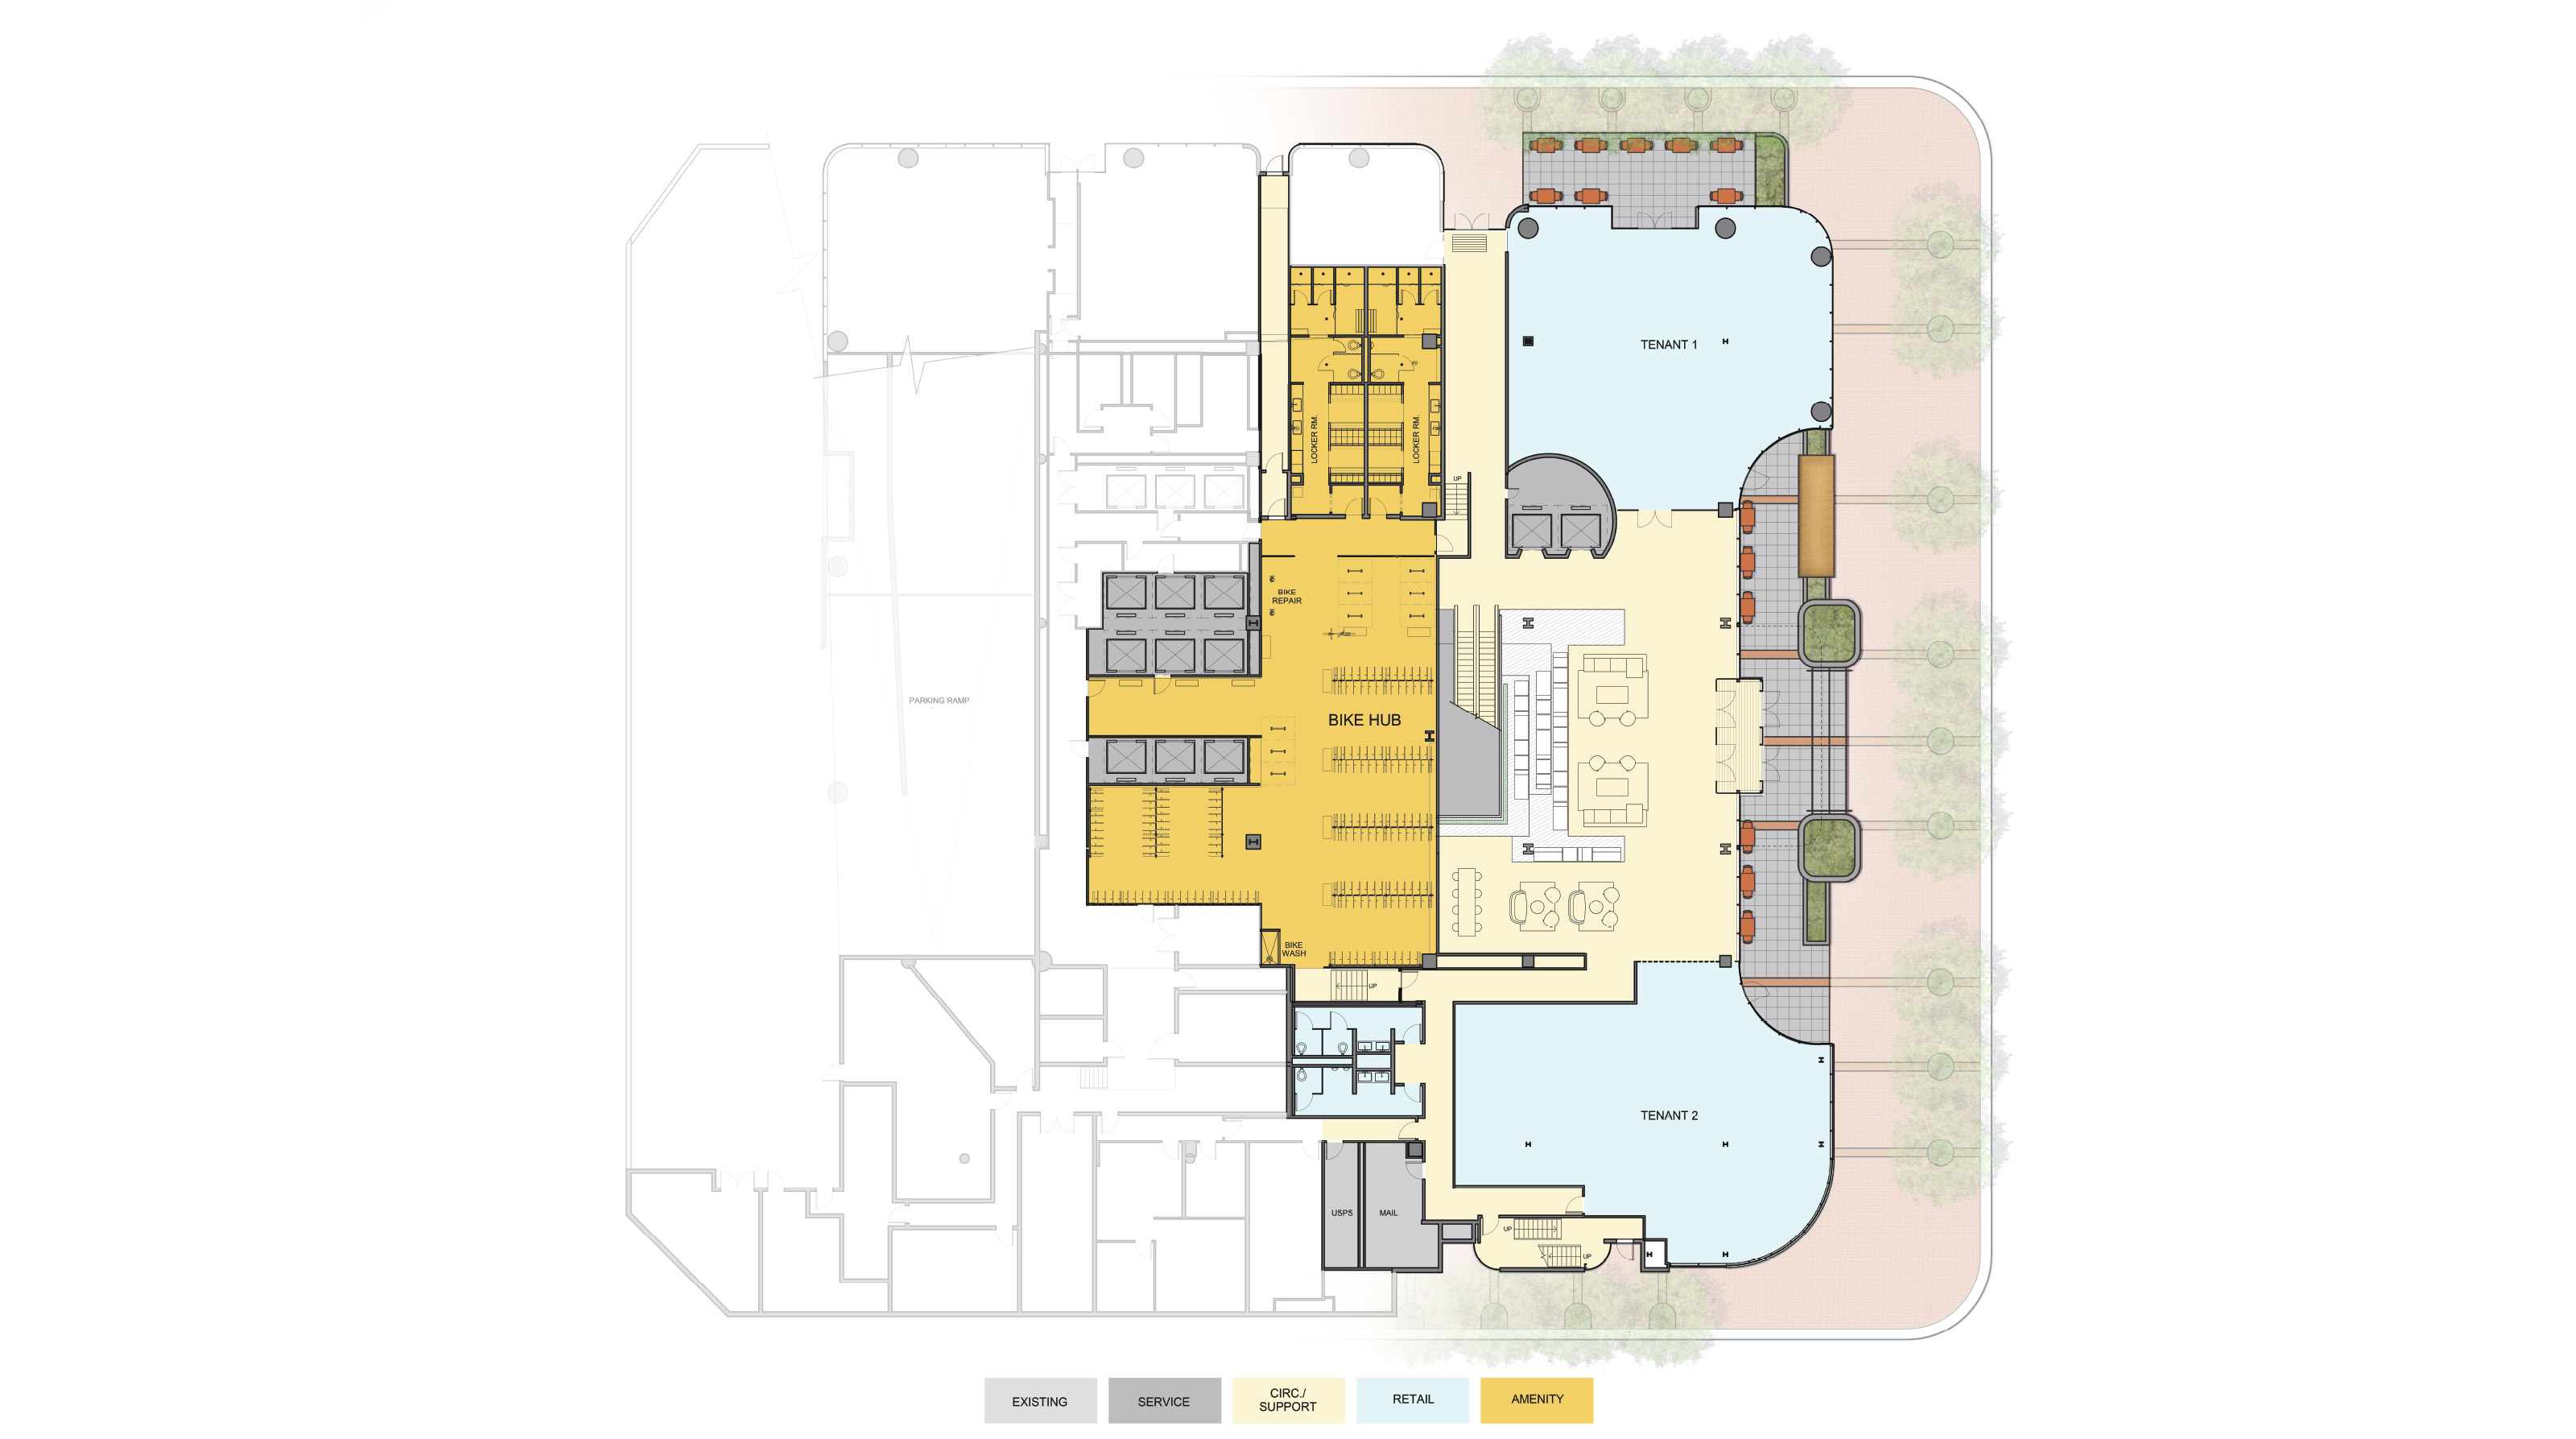 TENANT 1
LOCKER RM.
LOCKER RM.
UP
BIKE
REPAIR
PARKING RAMP
BIKE HUB
BIKE
WASH
UP
TENANT 2
USPS
MAIL
UP
UP
EXISTING
SERVICE
CIRC./
SUPPORT
RETAIL
AMENITY